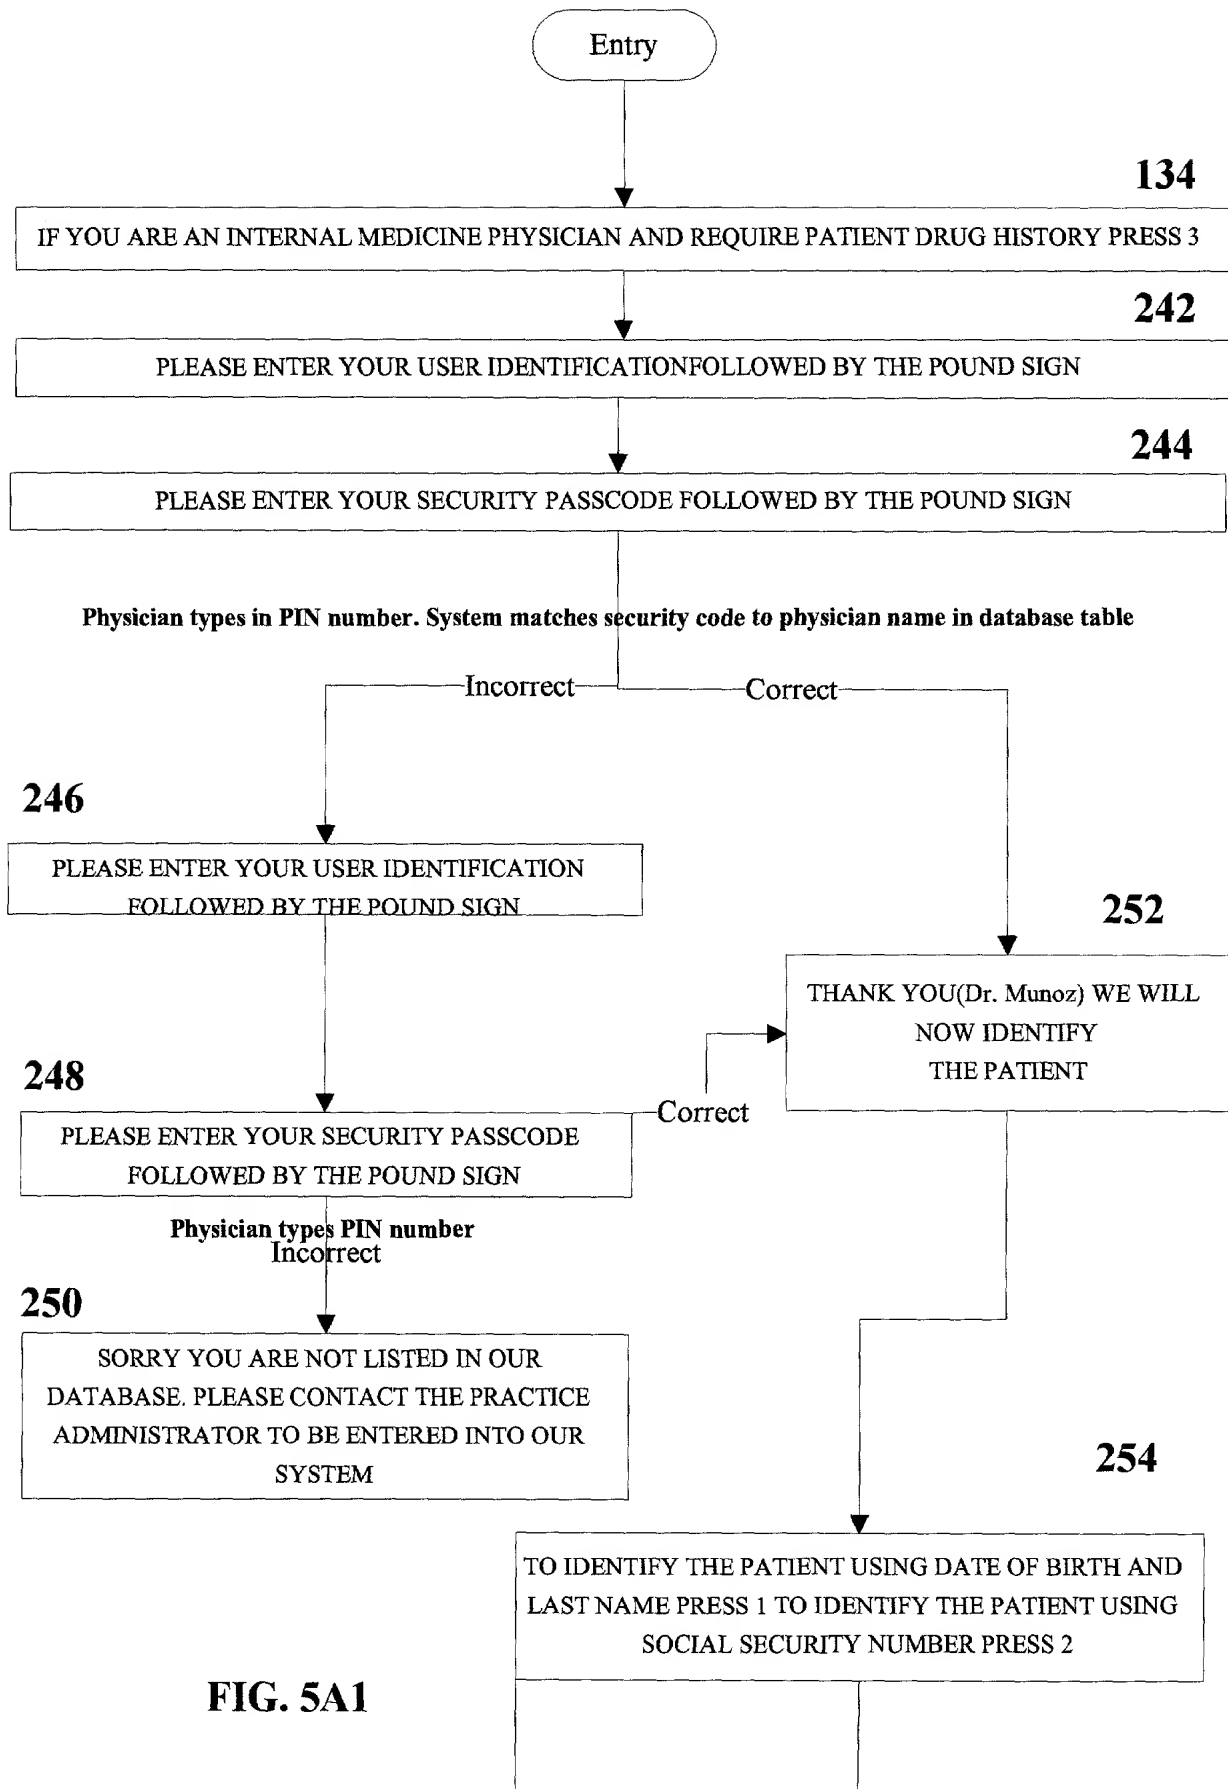 Entry
134
IF YOU ARE AN INTERNAL MEDICINE PHYSICIAN AND REQUIRE PATIENT DRUG HISTORY PRESS 3
242
PLEASE ENTER YOUR USER IDENTIFICATIONFOLLOWED BY THE POUND SIGN
244
PLEASE ENTER YOUR SECURITY PASSCODE FOLLOWED BY THE POUND SIGN
Physician types in PIN number. System matches security code to physician name in database table
Incorrect
Correct
246
PLEASE ENTER YOUR USER IDENTIFICATION
FOLLOWED BY THE POUND SIGN
252
THANK YOU(Dr. Munoz) WE WILL
NOW IDENTIFY
THE PATIENT
248
Correct
PLEASE ENTER YOUR SECURITY PASSCODE
FOLLOWED BY THE POUND SIGN
Physician types PIN number
Incorrect
250
SORRY YOU ARE NOT LISTED IN OUR
DATABASE. PLEASE CONTACT THE PRACTICE
ADMINISTRATOR TO BE ENTERED INTO OUR
SYSTEM
254
TO IDENTIFY THE PATIENT USING DATE OF BIRTH AND
LAST NAME PRESS 1 TO IDENTIFY THE PATIENT USING
SOCIAL SECURITY NUMBER PRESS 2
FIG. 5A1